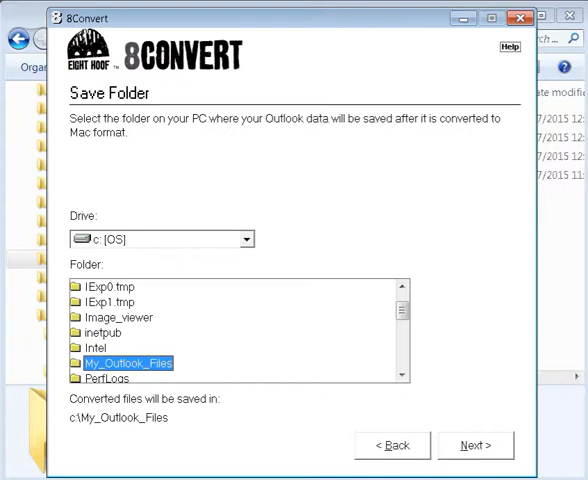 8Convert
EIGHT HOOF ™
8CONVERT
Help
Save Folder
Select the folder on your PC where your Outlook data will be saved after it is converted to
Mac format.
Drive:
c: [OS]
Folder:
IExp0.tmp
IExp1.tmp
Image_viewer
inetpub
Intel
My_Outlook_Files
PerfLogs
Converted files will be saved in:
c:\My_Outlook_Files
< Back
Next >
Organ
rch...
ate modifie
7/2015 12:
7/2015 12:
7/2015 12:
7/2015 11: